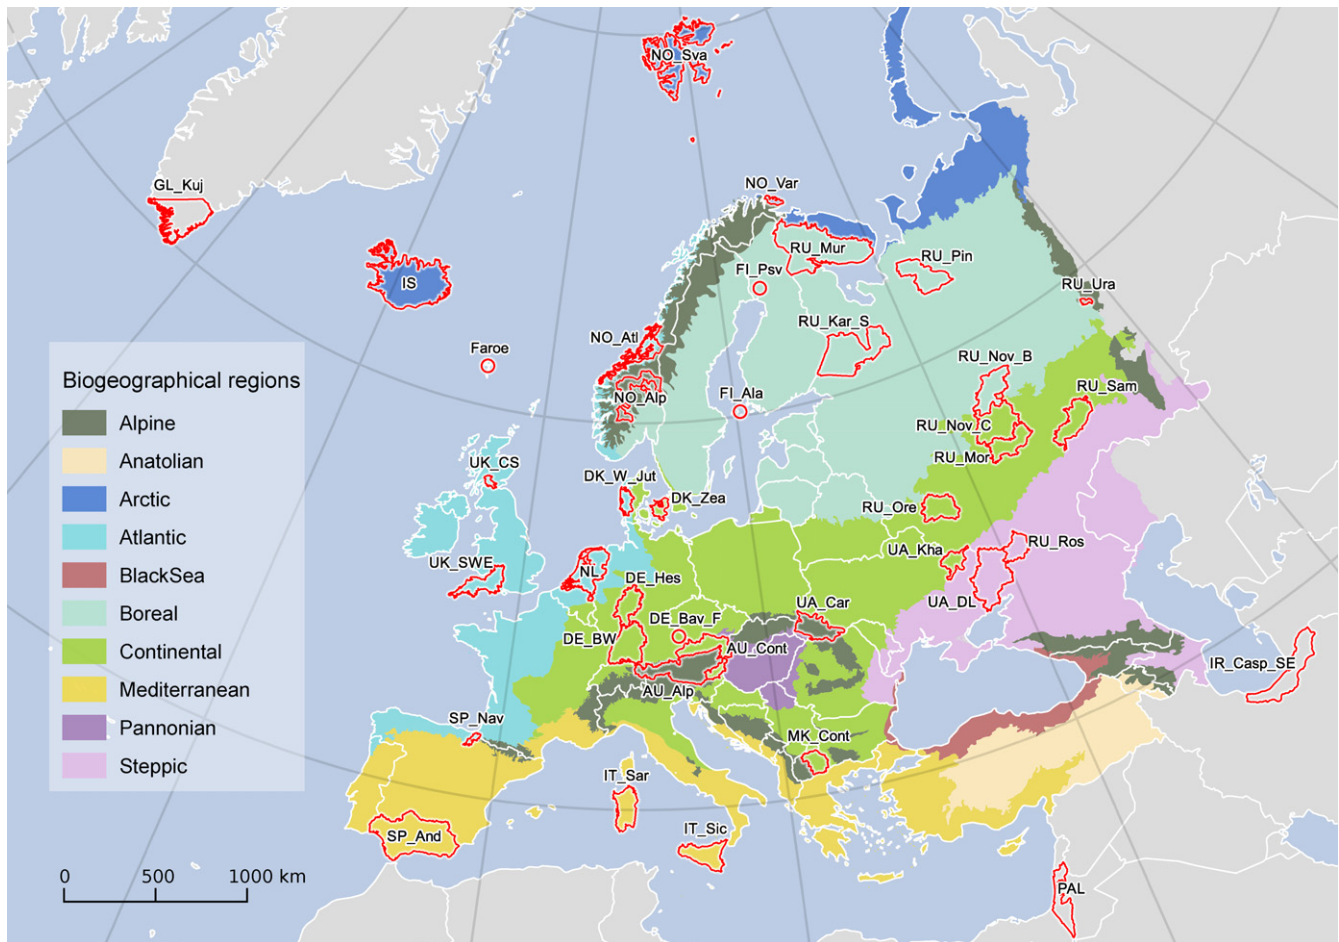 NO_Sva
GL_Kuj
NO_Var
RU_Mur
RU_Pin
FI_Psv
IS
RU_Ura
RU_Kar_S
NO_Atl
Faroe
RU_Nov_B
Biogeographical regions
RU_Sam
NO_Alp
FI_Ala
Alpine
RU_Nov_C
Anatolian
RU_Mor
UK_CS
DK_W_Jut
DK_Zea
Arctic
RU_Ore
Atlantic
RU_Ros
UA_Kha
UK_SWE
NL
DE_Hes
BlackSea
UA_DL
UA_Car
Boreal
DE_Bav_F
DE_BW
AU_Cont
Continental
IR_Casp_SE
AU_Alp
Mediterranean
SP_Nav
Pannonian
MK_Cont
Steppic
IT_Sar
IT_Sic
SP_And
0 500 1000 km
PAL